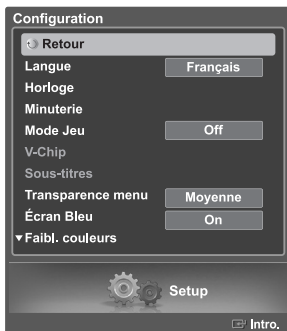 Configuration
Retour
Langue Français
Horloge
Minuterie
Mode Jeu Off
V-Chip
Sous-titres
Transparence menu Moyenne
Écran Bleu On
▼Faibl. couleurs
Setup
Intro.